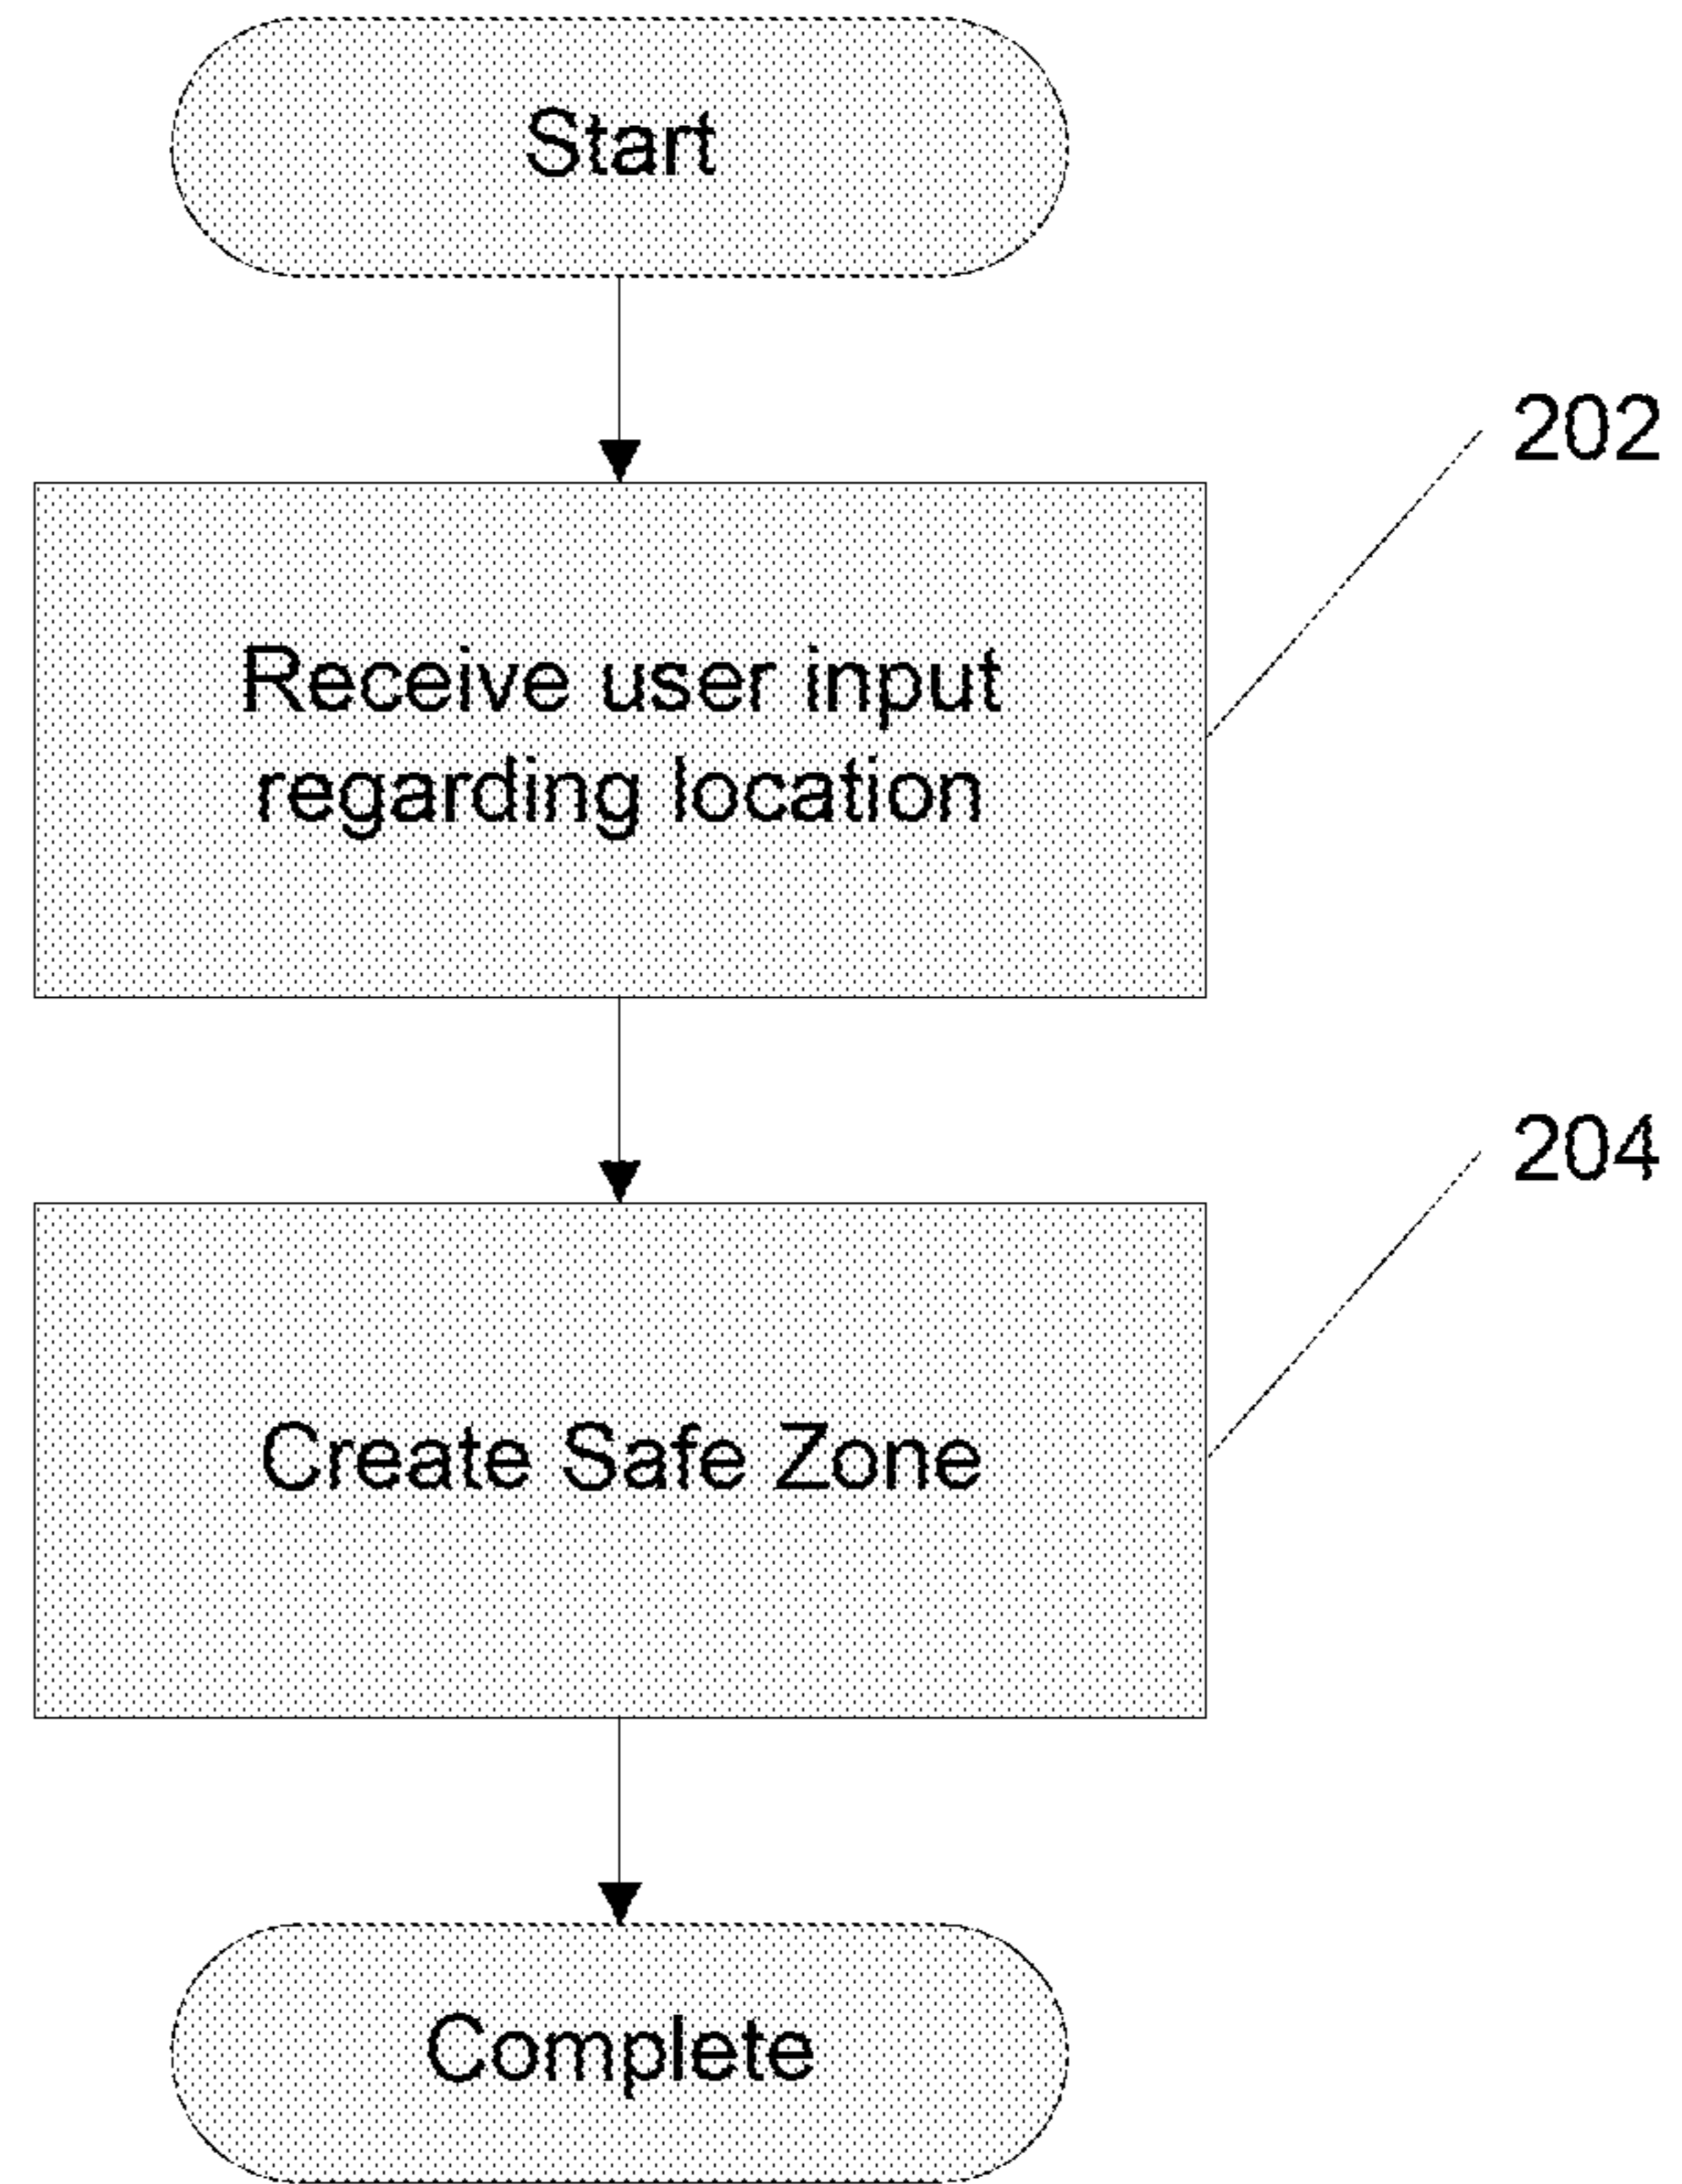 Start
202
Receive user input
regarding location
204
Create Safe Zone
Complete